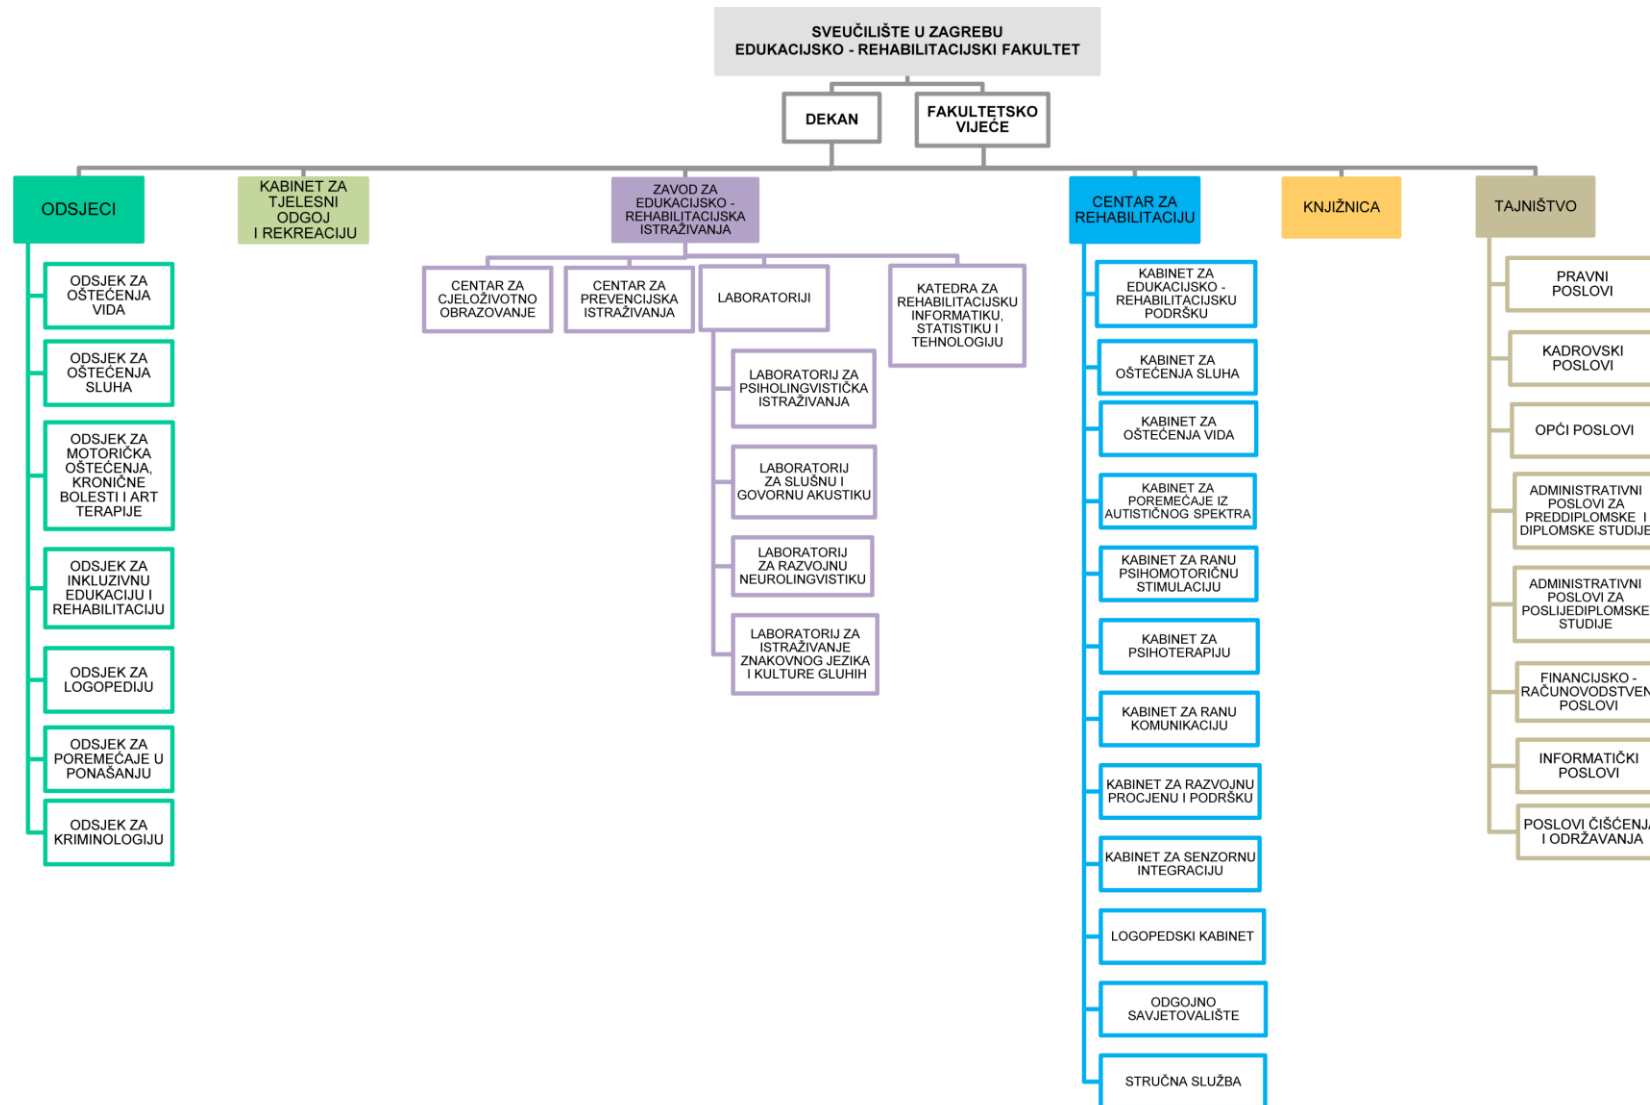 SVEUČILIŠTE U ZAGREBU
EDUKACIJSKO - REHABILITACIJSKI FAKULTET
DEKAN
FAKULTETSKO
VIJEĆE
ODSJECI
KABINET ZA
TJELESNI
ODGOJ
I REKREACIJU
ZAVOD ZA
EDUKACIJSKO -
REHABILITACIJSKA
ISTRAŽIVANJA
CENTAR ZA
REHABILITACIJU
KNJIŽNICA
TAJNIŠTVO
ODSJEK ZA
OŠTEĆENJA
VIDA
ODSJEK ZA
OŠTEĆENJA
SLUHA
ODSJEK ZA
MOTORIČKA
OŠTEĆENJA,
KRONIČNE
BOLESTI I ART
TERAPIJE
ODSJEK ZA
INKLUZIVNU
EDUKACIJU I
REHABILITACIJU
ODSJEK ZA
LOGOPEDIJU
ODSJEK ZA
POREMEĆAJE U
PONAŠANJU
ODSJEK ZA
KRIMINOLOGIJU
CENTAR ZA
CJELOŽIVOTNO
OBRAZOVANJE
CENTAR ZA
PREVENCIJSKA
ISTRAŽIVANJA
LABORATORIJI
KATEDRA ZA
REHABILITACIJSKU
INFORMATIKU,
STATISTIKU I
TEHNOLOGIJU
LABORATORIJ ZA
PSIHOLINGVISTIČKA
ISTRAŽIVANJA
LABORATORIJ
ZA SLUŠNU I
GOVORNU AKUSTIKU
LABORATORIJ
ZA RAZVOJNU
NEUROLINGVISTIKU
LABORATORIJ ZA
ISTRAŽIVANJE
ZNAKOVNOG JEZIKA
I KULTURE GLUHIH
KABINET ZA
EDUKACIJSKO -
REHABILITACIJSKU
PODRŠKU
KABINET ZA
OŠTEĆENJA SLUHA
KABINET ZA
OŠTEĆENJA VIDA
KABINET ZA
POREMEĆAJE IZ
AUTISTIČNOG SPEKTRA
KABINET ZA RANU
PSIHOMOTORIČNU
STIMULACIJU
KABINET ZA
PSIHOTERAPIJU
KABINET ZA RANU
KOMUNIKACIJU
KABINET ZA RAZVOJNU
PROCJENU I PODRŠKU
KABINET ZA SENZORNU
INTEGRACIJU
LOGOPEDSKI KABINET
ODGOJNO
SAVJETOVALIŠTE
STRUČNA SLUŽBA
PRAVNI
POSLOVI
KADROVSKI
POSLOVI
OPĆI POSLOVI
ADMINISTRATIVNI
POSLOVI ZA
PREDDIPLOMSKE I
DIPLOMSKE STUDIJE
ADMINISTRATIVNI
POSLOVI ZA
POSLIJEDIPLOMSKE
STUDIJE
FINANCIJSKO -
RAČUNOVODSTVEN
POSLOVI
INFORMATIČKI
POSLOVI
POSLOVI ČIŠĆENJA
I ODRŽAVANJA